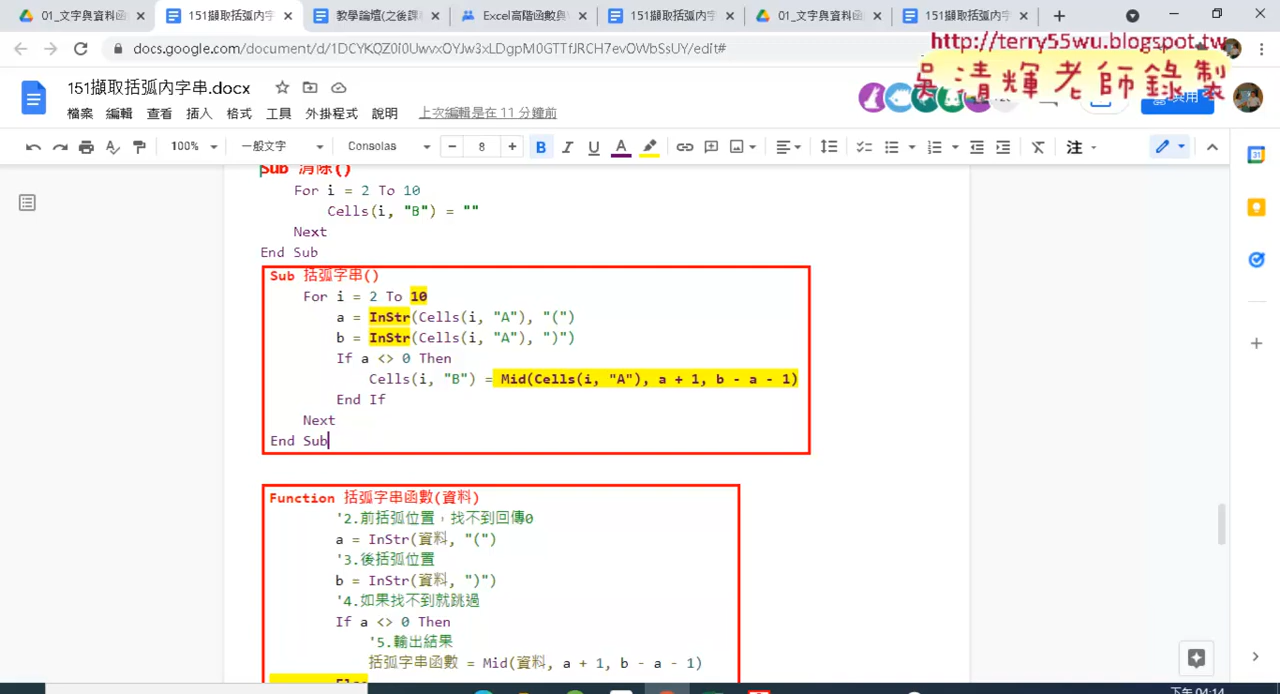 01_文字與資料函
151擷取括弧內字
教學論壇(之後課
Excel高階函數與
151擷取括弧內字
01_文字與資料函
151擷取括弧內字
docs.google.com/document/d/1DCYKQZ0i0UwvxOYJw3xLDgpM0GTTfJRCH7evOWbSsUY/edit#
http://terry55wu.blogspot.tw
吳清輝老師錄製
151擷取括弧內字串.docx
檔案 編輯 查看 插入 格式 工具 外掛程式 說明 上次編輯是在 11 分鐘前
100% 一般文字 Consolas 8 B I U A 注
Sub 清除()
For i = 2 To 10
Cells(i, "B") = ""
Next
End Sub
Sub 括弧字串()
For i = 2 To 10
a = InStr(Cells(i, "A"), "(")
b = InStr(Cells(i, "A"), ")")
If a <> 0 Then
Cells(i, "B") = Mid(Cells(i, "A"), a + 1, b - a - 1)
End If
Next
End Sub
Function 括弧字串函數(資料)
'2.前括弧位置，找不到回傳0
a = InStr(資料, "(")
'3.後括弧位置
b = InStr(資料, ")")
'4.如果找不到就跳過
If a <> 0 Then
'5.輸出結果
括弧字串函數 = Mid(資料, a + 1, b - a - 1)
Else
下午 04:14